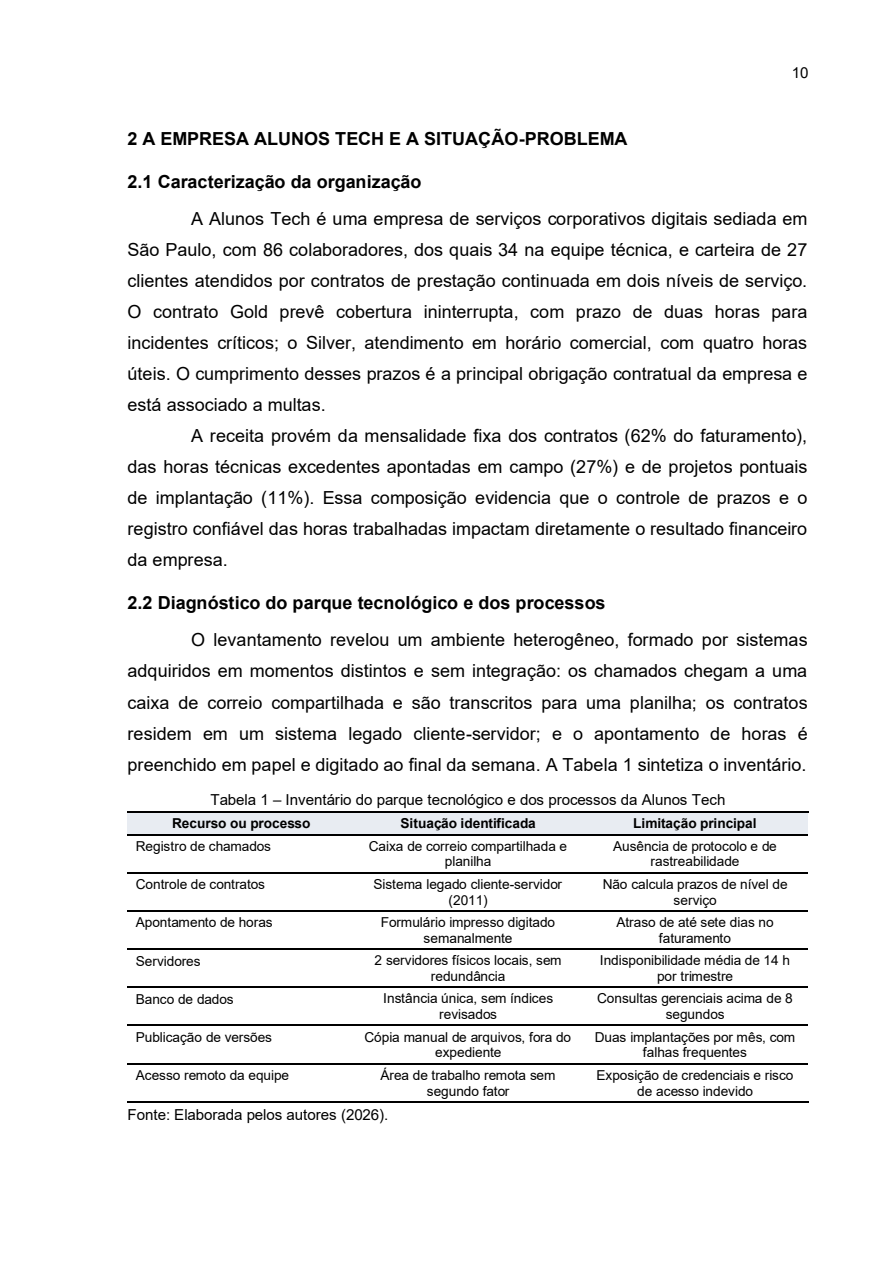 10
2 A EMPRESA ALUNOS TECH E A SITUAÇÃO-PROBLEMA
2.1 Caracterização da organização
A Alunos Tech é uma empresa de serviços corporativos digitais sediada em
São Paulo, com 86 colaboradores, dos quais 34 na equipe técnica, e carteira de 27
clientes atendidos por contratos de prestação continuada em dois níveis de serviço.
O contrato Gold prevê cobertura ininterrupta, com prazo de duas horas para
incidentes críticos; o Silver, atendimento em horário comercial, com quatro horas
úteis. O cumprimento desses prazos é a principal obrigação contratual da empresa e
está associado a multas.
A receita provém da mensalidade fixa dos contratos (62% do faturamento),
das horas técnicas excedentes apontadas em campo (27%) e de projetos pontuais
de implantação (11%). Essa composição evidencia que o controle de prazos e o
registro confiável das horas trabalhadas impactam diretamente o resultado financeiro
da empresa.
2.2 Diagnóstico do parque tecnológico e dos processos
O levantamento revelou um ambiente heterogêneo, formado por sistemas
adquiridos em momentos distintos e sem integração: os chamados chegam a uma
caixa de correio compartilhada e são transcritos para uma planilha; os contratos
residem em um sistema legado cliente-servidor; e o apontamento de horas é
preenchido em papel e digitado ao final da semana. A Tabela 1 sintetiza o inventário.
Tabela 1 – Inventário do parque tecnológico e dos processos da Alunos Tech
Recurso ou processo Situação identificada Limitação principal
Registro de chamados Caixa de correio compartilhada e Ausência de protocolo e de
planilha rastreabilidade
Controle de contratos Sistema legado cliente-servidor Não calcula prazos de nível de
(2011) serviço
Apontamento de horas Formulário impresso digitado Atraso de até sete dias no
semanalmente faturamento
Servidores 2 servidores físicos locais, sem Indisponibilidade média de 14 h
redundância por trimestre
Banco de dados Instância única, sem índices Consultas gerenciais acima de 8
revisados segundos
Publicação de versões Cópia manual de arquivos, fora do Duas implantações por mês, com
expediente falhas frequentes
Acesso remoto da equipe Área de trabalho remota sem Exposição de credenciais e risco
segundo fator de acesso indevido
Fonte: Elaborada pelos autores (2026).